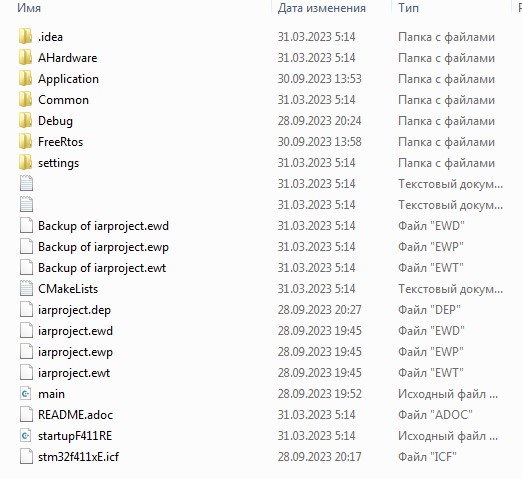 Имя Дата изменения Тип
.idea 31.03.2023 5:14 Папка с файлами
AHardware 31.03.2023 5:14 Папка с файлами
Application 30.09.2023 13:53 Папка с файлами
Common 31.03.2023 5:14 Папка с файлами
Debug 28.09.2023 20:24 Папка с файлами
FreeRtos 30.09.2023 13:58 Папка с файлами
settings 31.03.2023 5:14 Папка с файлами
31.03.2023 5:14 Текстовый докум...
31.03.2023 5:14 Текстовый докум...
Backup of iarproject.ewd 31.03.2023 5:14 Файл "EWD"
Backup of iarproject.ewp 31.03.2023 5:14 Файл "EWP"
Backup of iarproject.ewt 31.03.2023 5:14 Файл "EWT"
CMakeLists 31.03.2023 5:14 Текстовый докум...
iarproject.dep 28.09.2023 20:27 Файл "DEP"
iarproject.ewd 28.09.2023 19:45 Файл "EWD"
iarproject.ewp 28.09.2023 19:45 Файл "EWP"
iarproject.ewt 28.09.2023 19:45 Файл "EWT"
main 28.09.2023 19:52 Исходный файл ...
README.adoc 31.03.2023 5:14 Файл "ADOC"
startupF411RE 31.03.2023 5:14 Исходный файл ...
stm32f411xE.icf 28.09.2023 20:17 Файл "ICF"